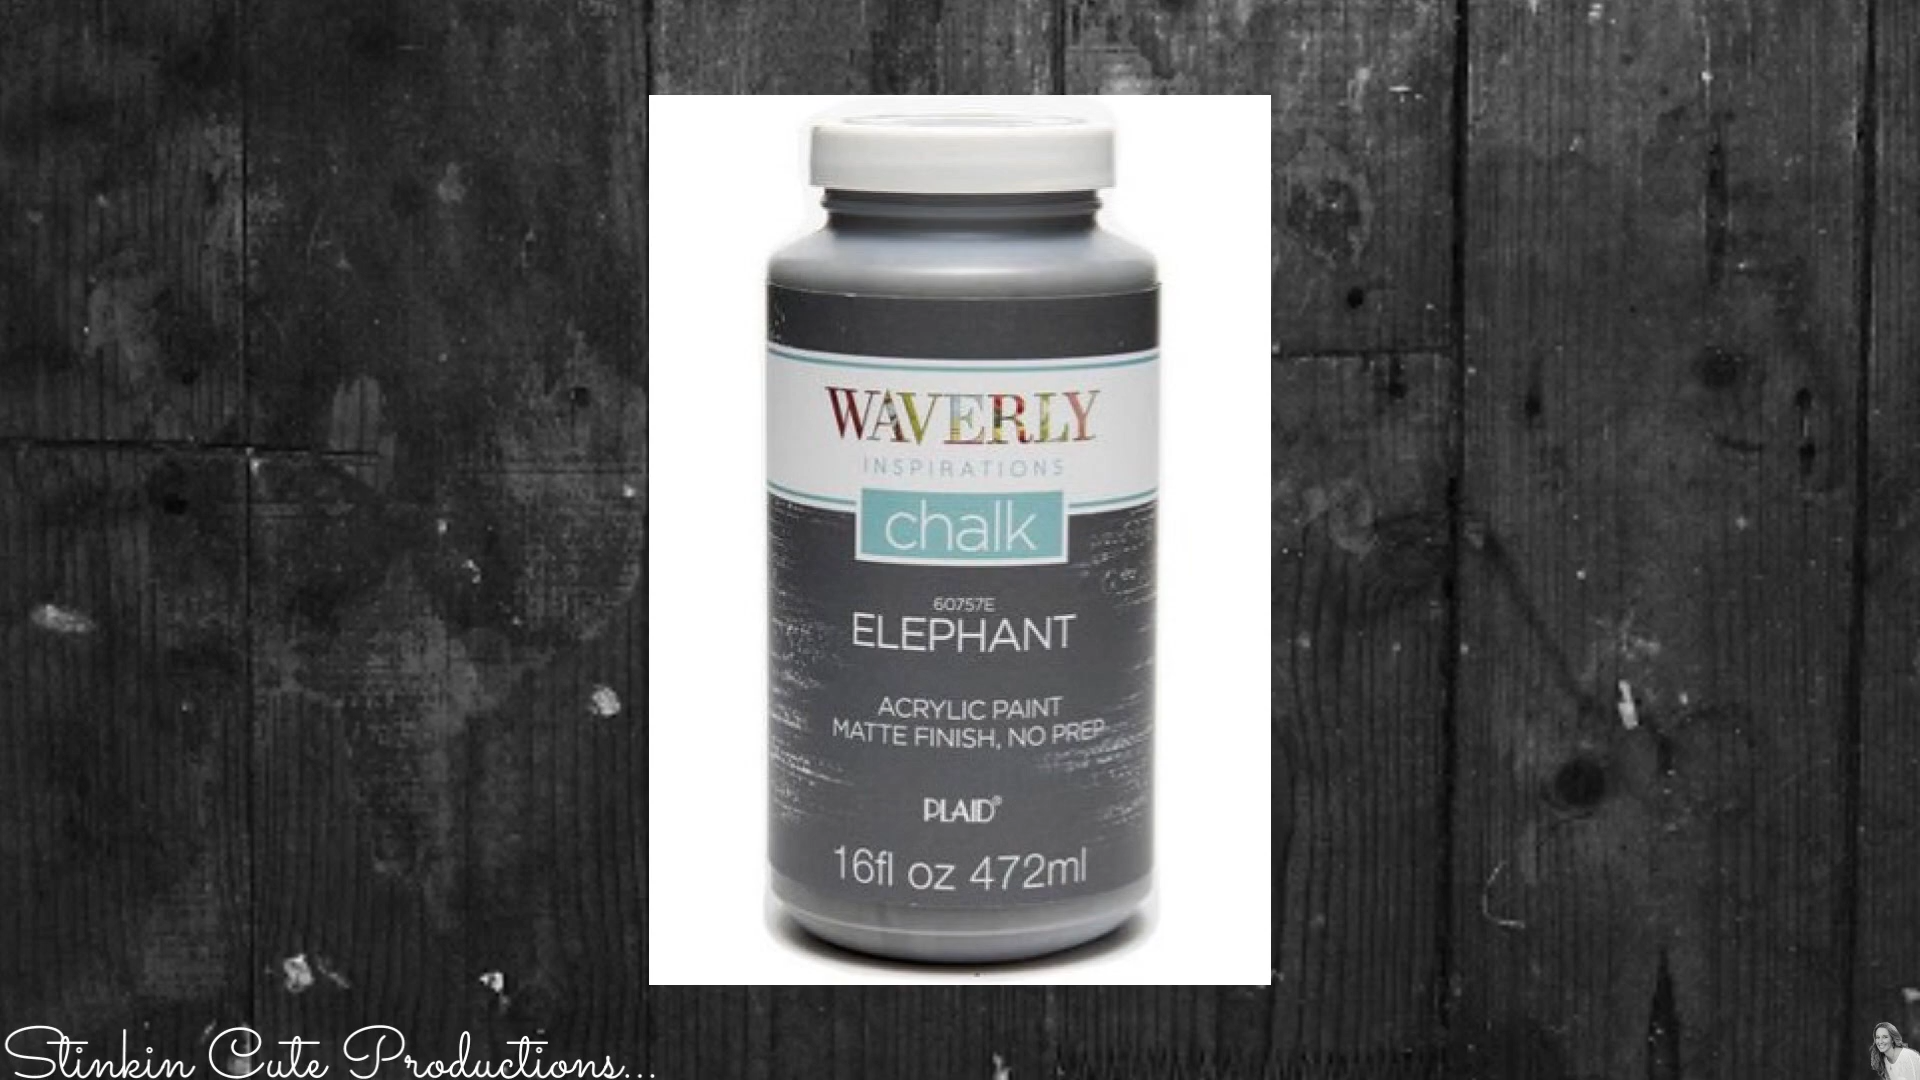 WAVERLY
INSPIRATIONS
chalk
60757E
ELEPHANT
ACRYLIC PAINT
MATTE FINISH, NO PREP
PLAID®
16fl oz 472ml
Stinkin Cute Productions...